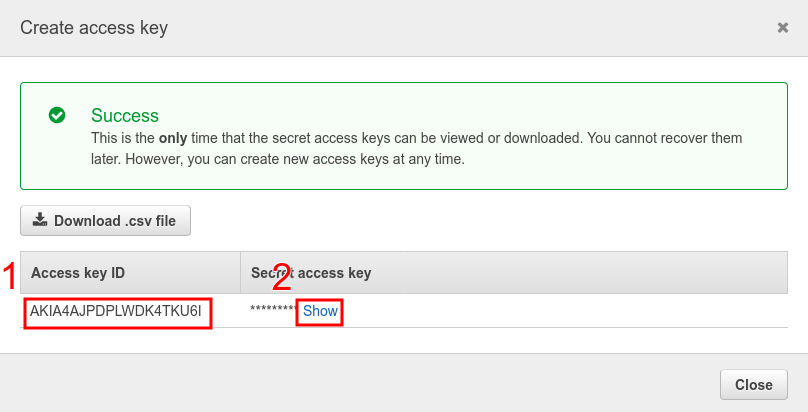 Create access key
Success
This is the only time that the secret access keys can be viewed or downloaded. You cannot recover them
later. However, you can create new access keys at any time.
Download .csv file
1
2
Access key ID Secret access key
AKIA4AJPDPLWDK4TKU6I ********* Show
Close